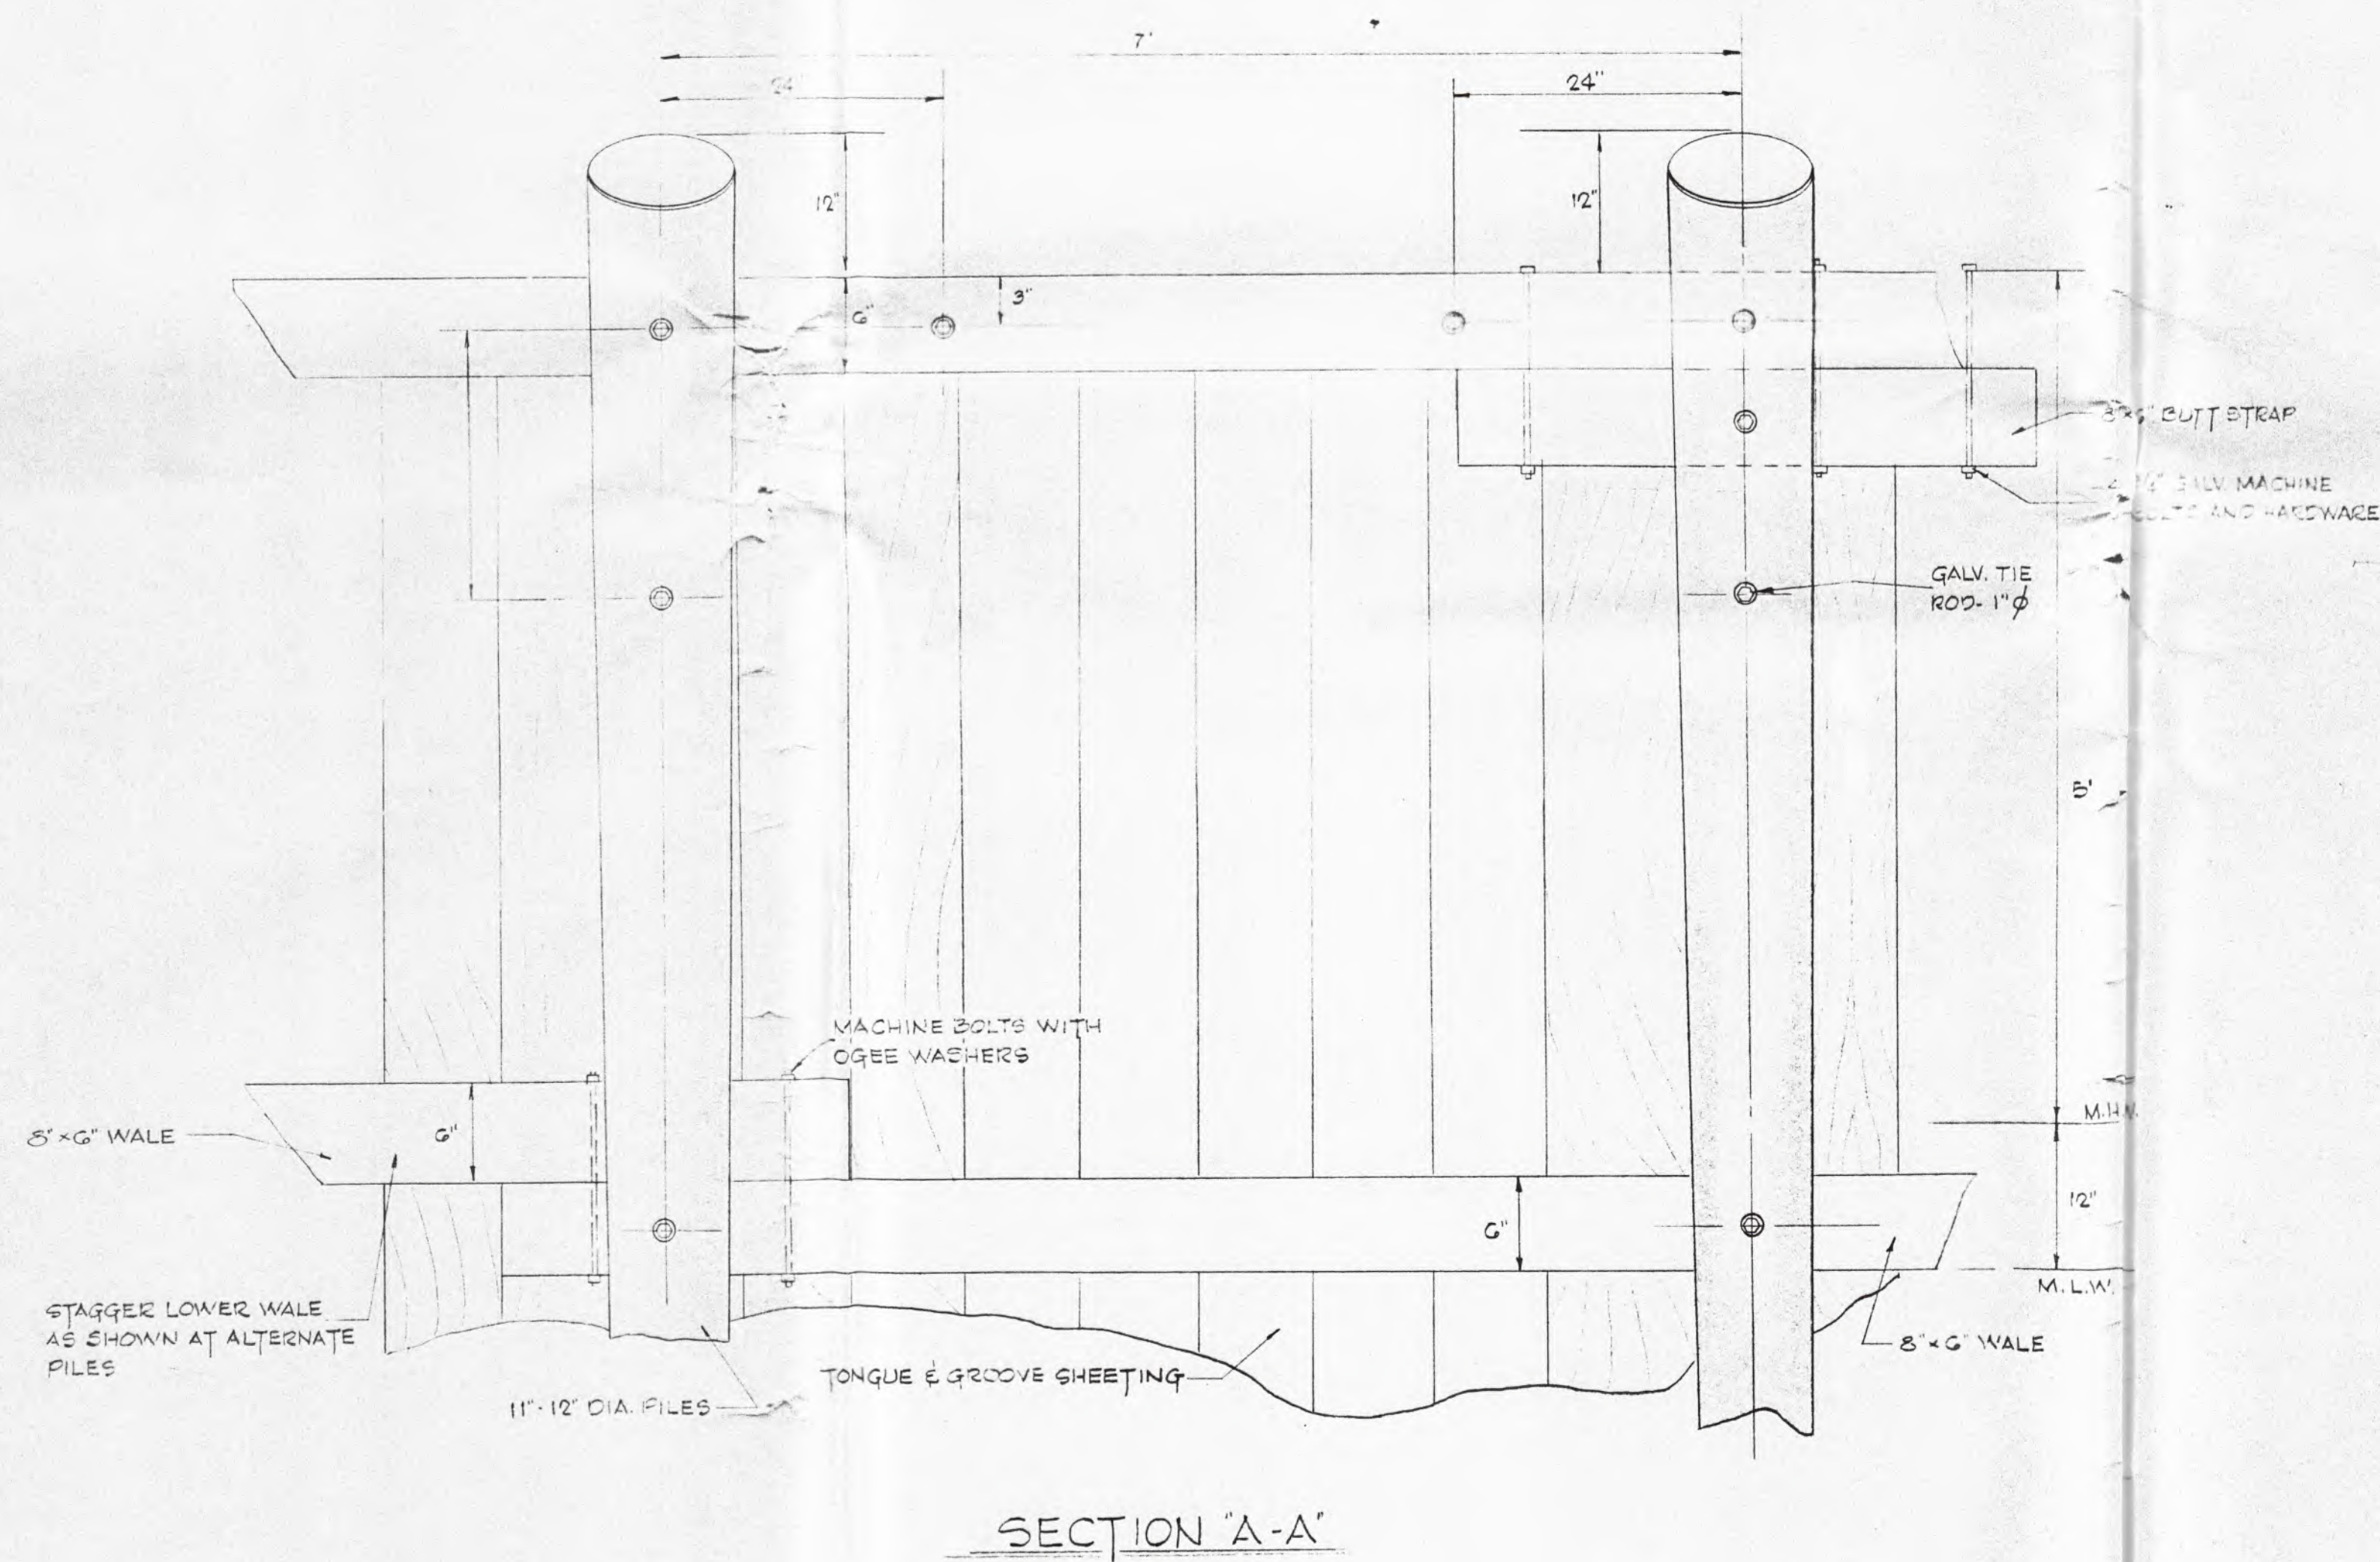 7'
24"
24"
12"
12"
3"
6"
BUTT STRAP
GALV. MACHINE
BOLTS AND HARDWARE
GALV. TIE
ROD- 1"ϕ
5'
MACHINE BOLTS WITH
OGEE WASHERS
M.H.W.
8"×6" WALE
6"
12"
6"
M.L.W.
STAGGER LOWER WALE
AS SHOWN AT ALTERNATE
PILES
8"×6" WALE
TONGUE & GROOVE SHEETING
11"-12" DIA. PILES
SECTION "A-A"